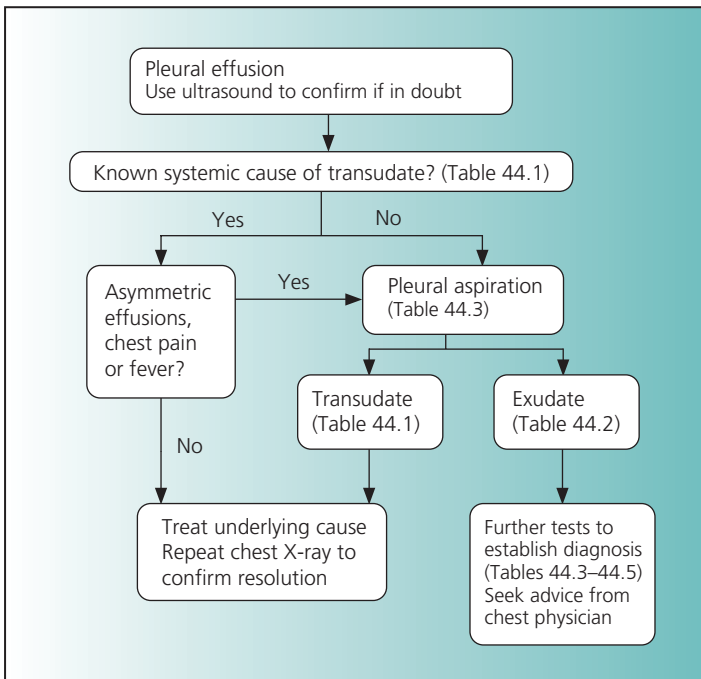 Pleural effusion
Use ultrasound to confirm if in doubt
Known systemic cause of transudate? (Table 44.1)
Yes
No
Asymmetric
effusions,
chest pain
or fever?
Yes
Pleural aspiration
(Table 44.3)
Transudate
(Table 44.1)
Exudate
(Table 44.2)
No
Treat underlying cause
Repeat chest X-ray to
confirm resolution
Further tests to
establish diagnosis
(Tables 44.3–44.5)
Seek advice from
chest physician